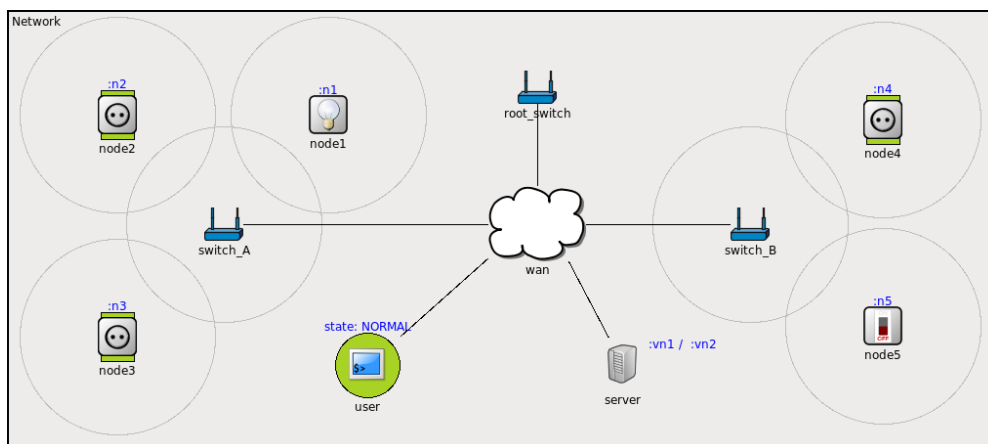 Network
:n2
node2
:n1
node1
root_switch
:n4
node4
switch_A
wan
switch_B
:n3
node3
state: NORMAL
$>
user
:vn1 / :vn2
server
:n5
OFF
node5